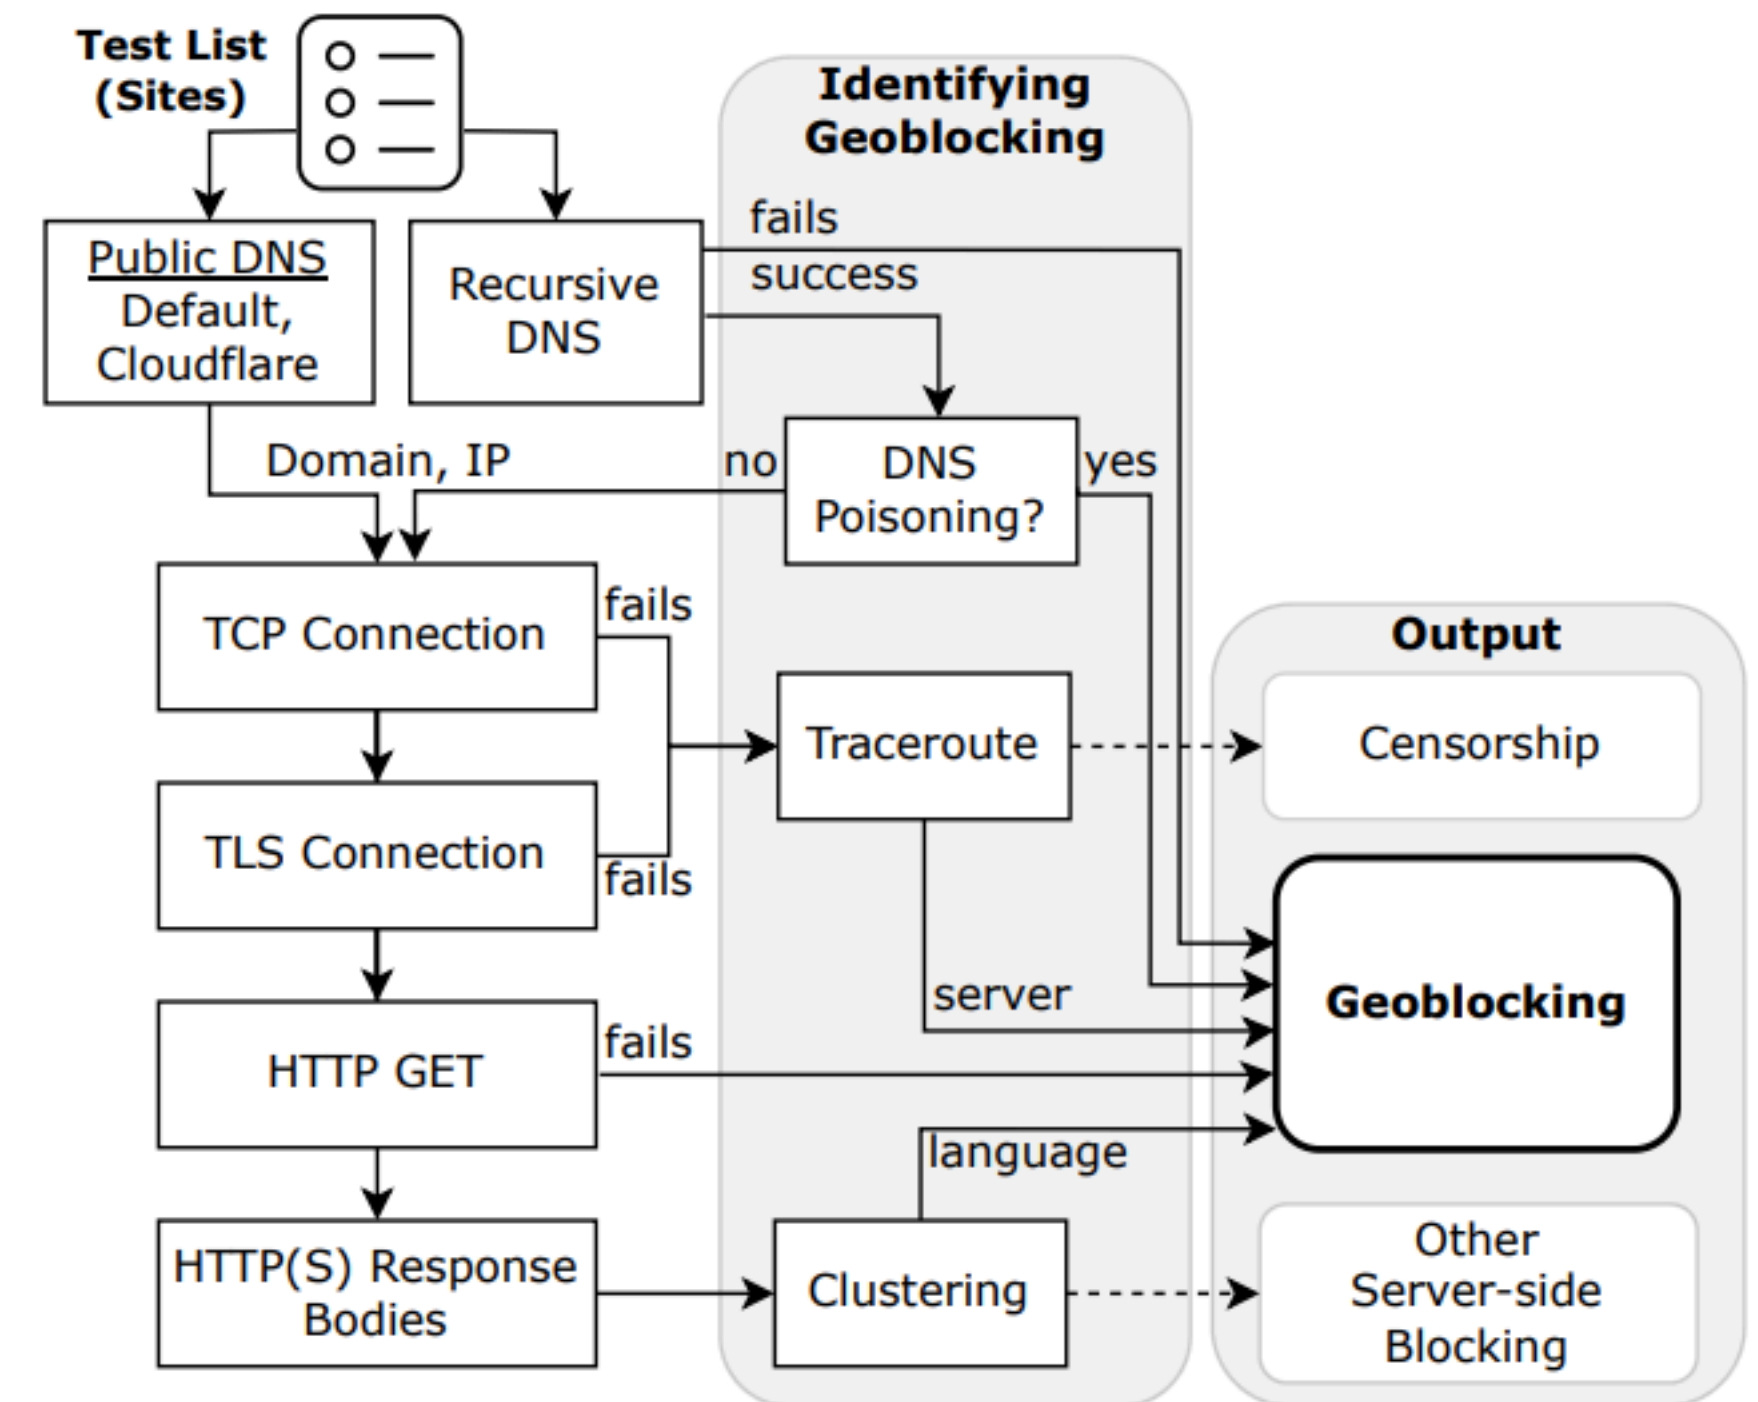 Test List
(Sites)
Identifying
Geoblocking
Public DNS
Default,
Cloudflare
Recursive
DNS
fails
success
Domain, IP
no
DNS
Poisoning?
yes
TCP Connection
fails
Output
Traceroute
Censorship
TLS Connection
fails
server
Geoblocking
HTTP GET
fails
language
HTTP(S) Response
Bodies
Clustering
Other
Server-side
Blocking